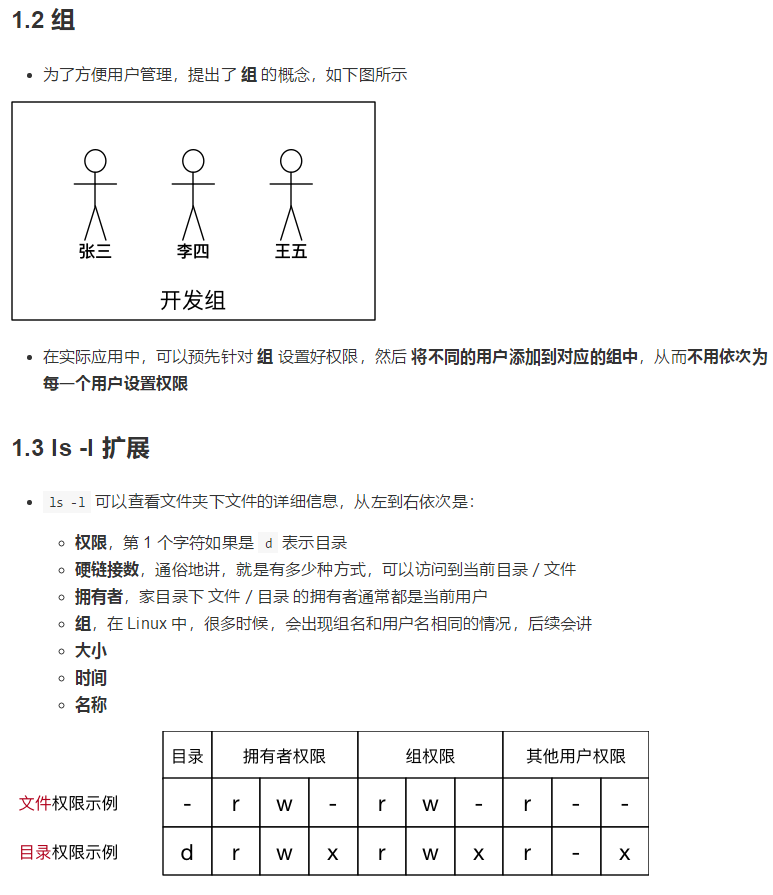 1.2 组
为了方便用户管理，提出了 组 的概念，如下图所示
张三 李四 王五
开发组
在实际应用中，可以预先针对 组 设置好权限，然后 将不同的用户添加到对应的组中，从而不用依次为
每一个用户设置权限
1.3 ls -l 扩展
ls -l 可以查看文件夹下文件的详细信息，从左到右依次是：
权限，第 1 个字符如果是 d 表示目录
硬链接数，通俗地讲，就是有多少种方式，可以访问到当前目录 / 文件
拥有者，家目录下 文件 / 目录 的拥有者通常都是当前用户
组，在 Linux 中，很多时候，会出现组名和用户名相同的情况，后续会讲
大小
时间
名称
目录 拥有者权限 组权限 其他用户权限
文件权限示例 - r w - r w - r - -
目录权限示例 d r w x r w x r - x